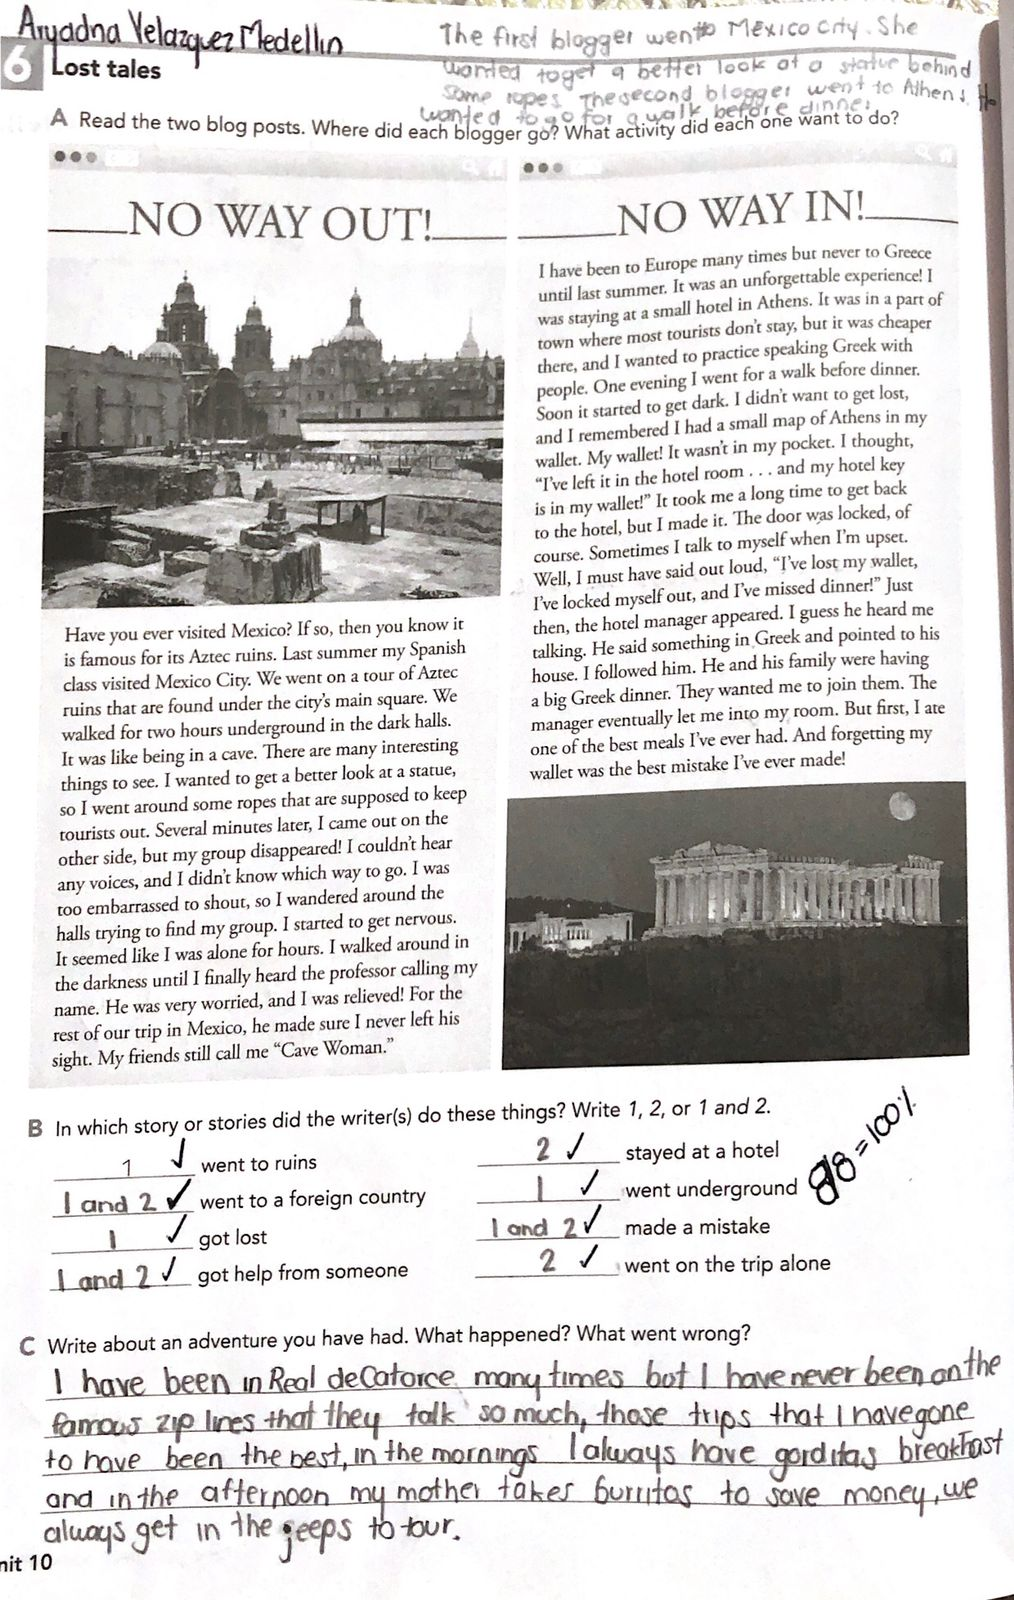 Aryadna Velazquez Medellin
The first blogger wento Mexico City. She
wanted to get a better look at a statue behind
some ropes The second blogger went to Athens. He
wanted to go for a walk before dinner
6 Lost tales
A Read the two blog posts. Where did each blogger go? What activity did each one want to do?
NO WAY OUT!
Have you ever visited Mexico? If so, then you know it
is famous for its Aztec ruins. Last summer my Spanish
class visited Mexico City. We went on a tour of Aztec
ruins that are found under the city's main square. We
walked for two hours underground in the dark halls.
It was like being in a cave. There are many interesting
things to see. I wanted to get a better look at a statue,
so I went around some ropes that are supposed to keep
tourists out. Several minutes later, I came out on the
other side, but my group disappeared! I couldn't hear
any voices, and I didn't know which way to go. I was
too embarrassed to shout, so I wandered around the
halls trying to find my group. I started to get nervous.
It seemed like I was alone for hours. I walked around in
the darkness until I finally heard the professor calling my
name. He was very worried, and I was relieved! For the
rest of our trip in Mexico, he made sure I never left his
sight. My friends still call me "Cave Woman."
NO WAY IN!
I have been to Europe many times but never to Greece
until last summer. It was an unforgettable experience! I
was staying at a small hotel in Athens. It was in a part of
town where most tourists don't stay, but it was cheaper
there, and I wanted to practice speaking Greek with
people. One evening I went for a walk before dinner.
Soon it started to get dark. I didn't want to get lost,
and I remembered I had a small map of Athens in my
wallet. My wallet! It wasn't in my pocket. I thought,
"I've left it in the hotel room . . . and my hotel key
is in my wallet!" It took me a long time to get back
to the hotel, but I made it. The door was locked, of
course. Sometimes I talk to myself when I'm upset.
Well, I must have said out loud, "I've lost my wallet,
I've locked myself out, and I've missed dinner!" Just
then, the hotel manager appeared. I guess he heard me
talking. He said something in Greek and pointed to his
house. I followed him. He and his family were having
a big Greek dinner. They wanted me to join them. The
manager eventually let me into my room. But first, I ate
one of the best meals I've ever had. And forgetting my
wallet was the best mistake I've ever made!
B In which story or stories did the writer(s) do these things? Write 1, 2, or 1 and 2.
1 ✓ went to ruins
1 and 2 ✓ went to a foreign country
1 ✓ got lost
1 and 2 ✓ got help from someone
2 ✓ stayed at a hotel
1 ✓ went underground
1 and 2 ✓ made a mistake
2 ✓ went on the trip alone
8/8 = 100%
C Write about an adventure you have had. What happened? What went wrong?
I have been in Real de Catorce many times but I have never been on the
famous zip lines that they talk so much, those trips that I have gone
to have been the best, in the mornings I always have gorditas breakfast
and in the afternoon my mother takes burritos to save money, we
always get in the jeeps to tour.
nit 10